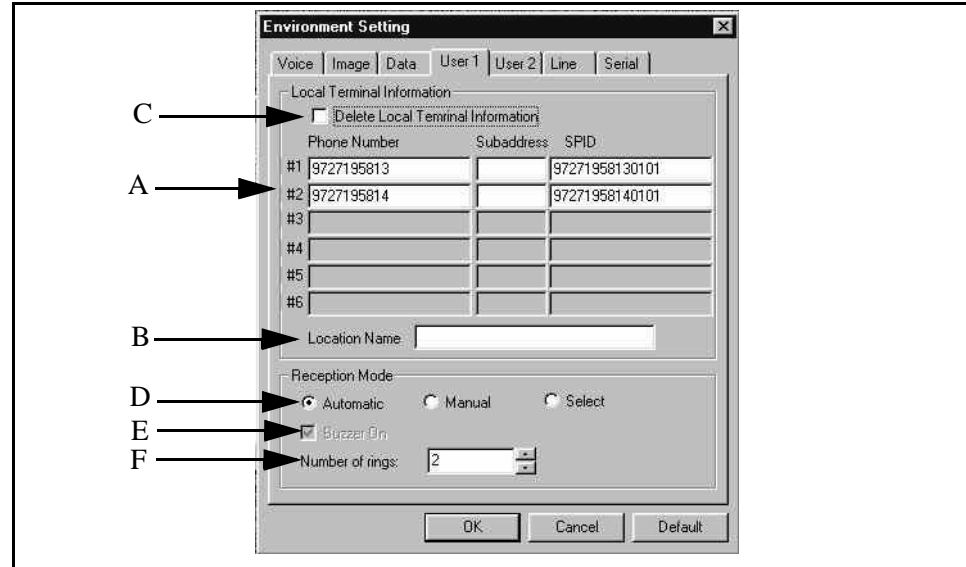 Environment Setting
Voice Image Data User 1 User 2 Line Serial
Local Terminal Information
C Delete Local Temrinal Information
Phone Number Subaddress SPID
#1 9727195813 97271958130101
A
#2 9727195814 97271958140101
#3
#4
#5
#6
B Location Name
Reception Mode
D Automatic Manual Select
E Buzzer On
F Number of rings: 2
OK Cancel Default